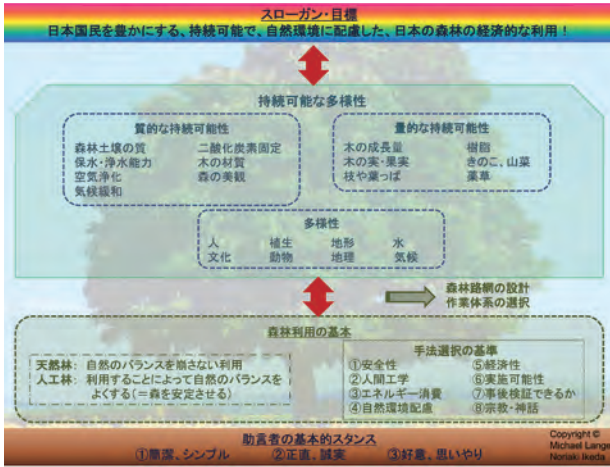 スローガン・目標
日本国民を豊かにする、持続可能で、自然環境に配慮した、日本の森林の経済的な利用！
持続可能な多様性
質的な持続可能性
森林土壌の質　二酸化炭素固定
保水・浄水能力　木の材質
空気浄化　森の美観
気候緩和
量的な持続可能性
木の成長量　樹脂
木の実・果実　きのこ、山菜
枝や葉っぱ　薬草
多様性
人　植生　地形　水
文化　動物　地理　気候
森林路網の設計
作業体系の選択
森林利用の基本
天然林：　自然のバランスを崩さない利用
人工林：　利用することによって自然のバランスを
よくする（＝森を安定させる）
手法選択の基準
①安全性　⑤経済性
②人間工学　⑥実施可能性
③エネルギー消費　⑦事後検証できるか
④自然環境配慮　⑧宗教・神話
助言者の基本的スタンス
①簡潔、シンプル　②正直、誠実　③好意、思いやり
Copyright ©
Michael Lange
Noriaki Ikeda